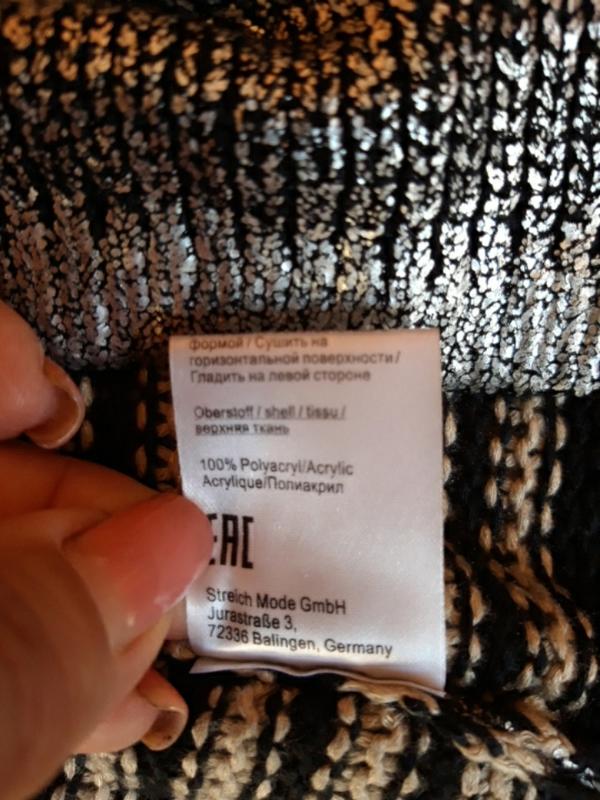 формой / Сушить на
горизонтальной поверхности /
Гладить на левой стороне
Oberstoff / shell / tissu /
верхняя ткань
100% Polyacryl/Acrylic
Acrylique/Полиакрил
EAC
Streich Mode GmbH
Jurastraße 3,
72336 Balingen, Germany